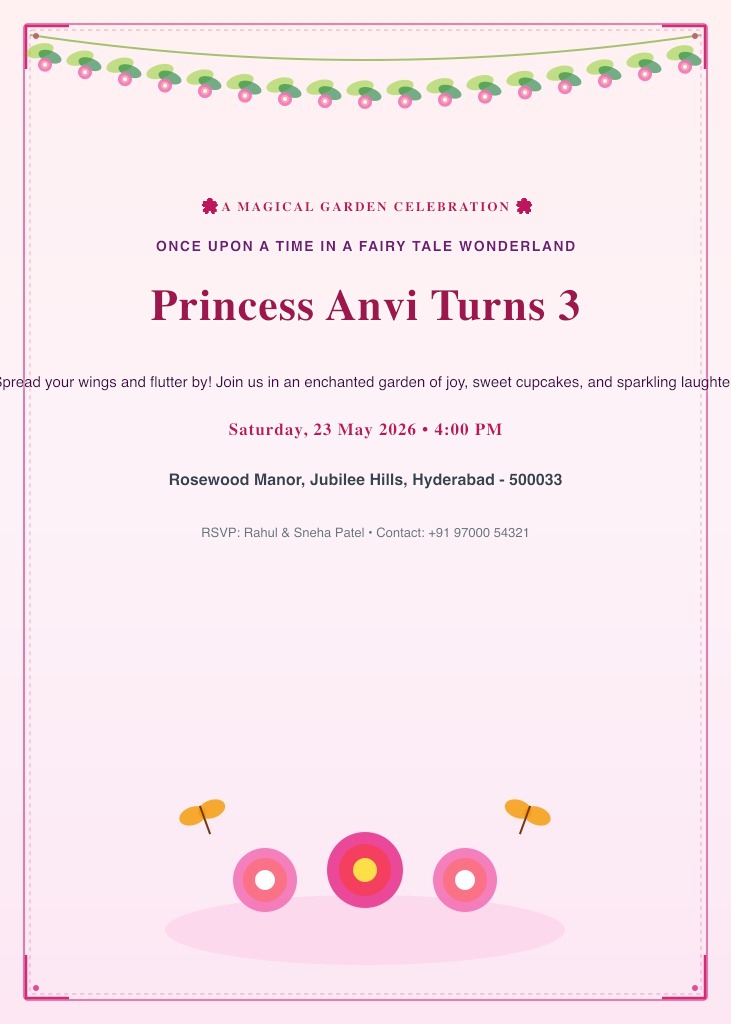 A MAGICAL GARDEN CELEBRATION
ONCE UPON A TIME IN A FAIRY TALE WONDERLAND
Princess Anvi Turns 3
Spread your wings and flutter by! Join us in an enchanted garden of joy, sweet cupcakes, and sparkling laughte
Saturday, 23 May 2026 • 4:00 PM
Rosewood Manor, Jubilee Hills, Hyderabad - 500033
RSVP: Rahul & Sneha Patel • Contact: +91 97000 54321